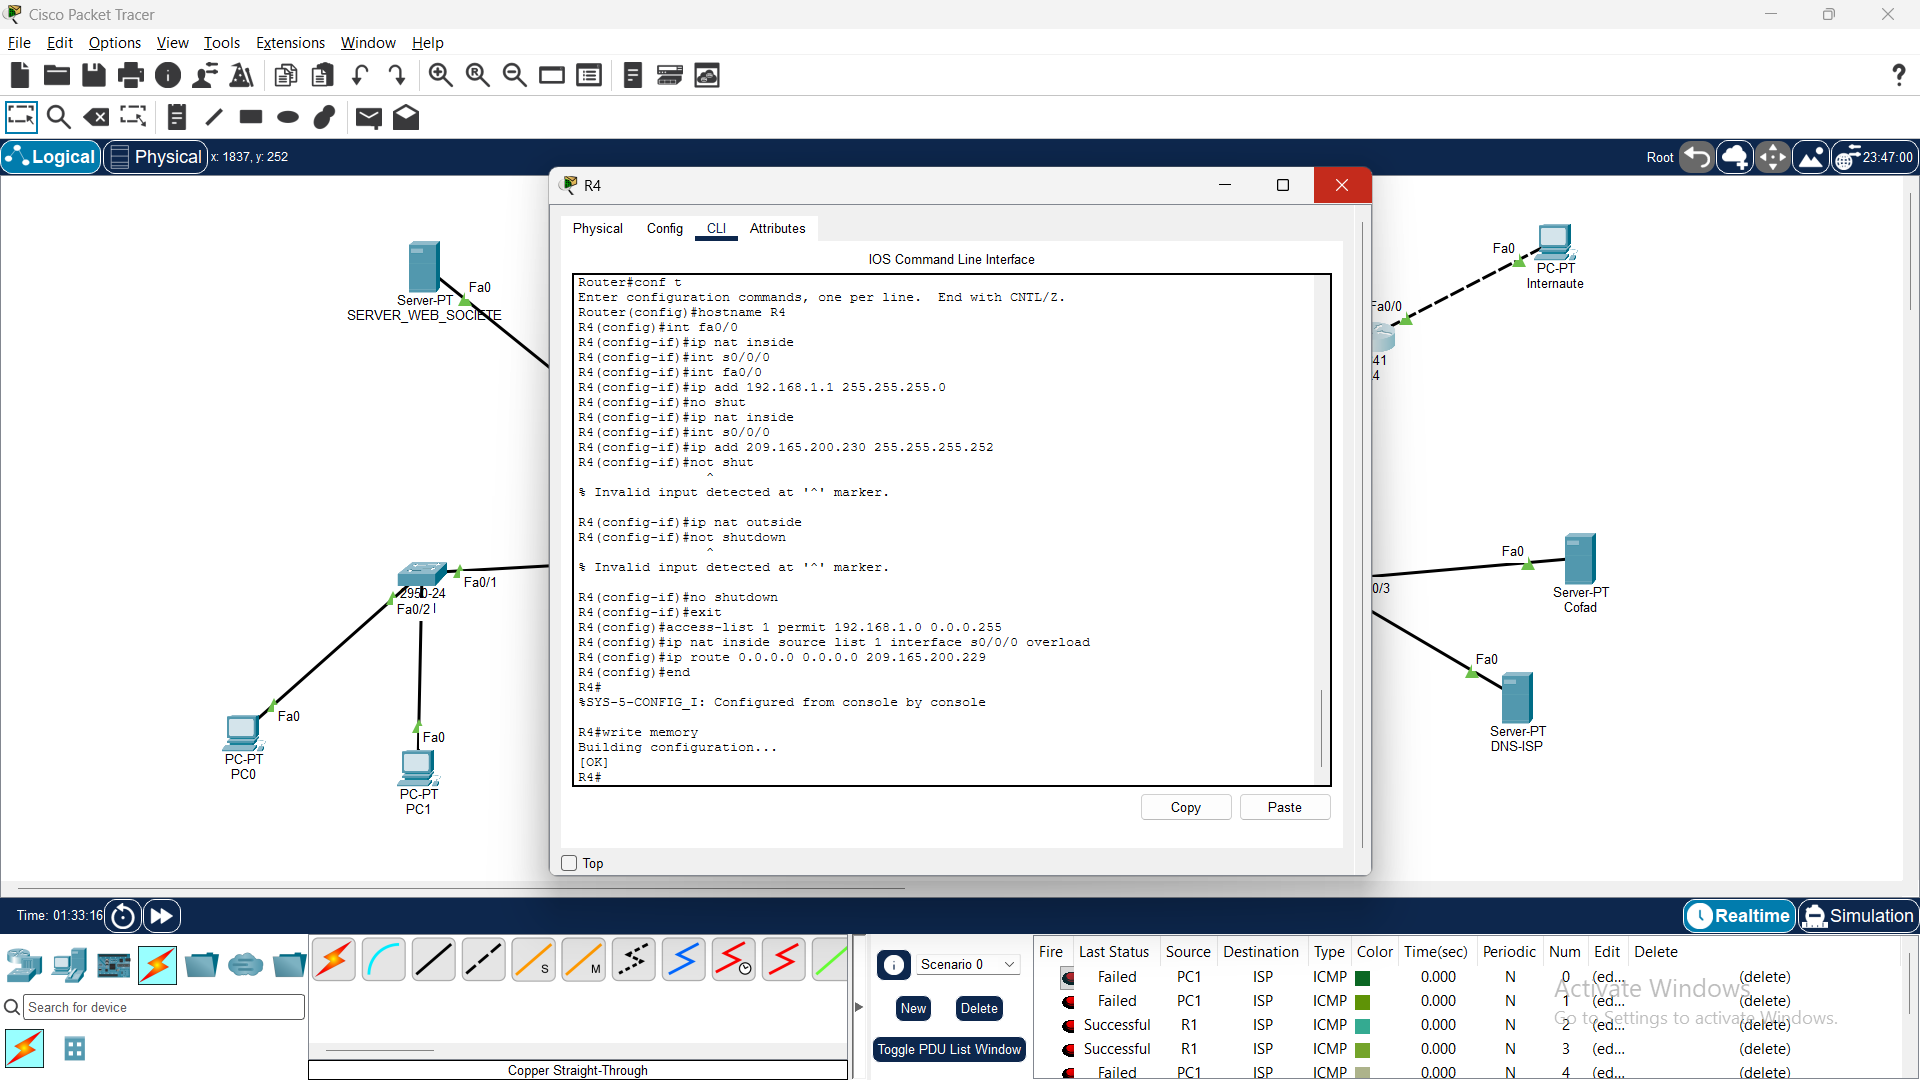 Cisco Packet Tracer
File Edit Options View Tools Extensions Window Help
Logical Physical x: 1837, y: 252 Root 23:47:00
R4
Physical Config CLI Attributes
IOS Command Line Interface
Router#conf t
Enter configuration commands, one per line.  End with CNTL/Z.
Router(config)#hostname R4
R4(config)#int fa0/0
R4(config-if)#ip nat inside
R4(config-if)#int s0/0/0
R4(config-if)#int fa0/0
R4(config-if)#ip add 192.168.1.1 255.255.255.0
R4(config-if)#no shut
R4(config-if)#ip nat inside
R4(config-if)#int s0/0/0
R4(config-if)#ip add 209.165.200.230 255.255.255.252
R4(config-if)#not shut
^
% Invalid input detected at '^' marker.
R4(config-if)#ip nat outside
R4(config-if)#not shutdown
^
% Invalid input detected at '^' marker.
R4(config-if)#no shutdown
R4(config-if)#exit
R4(config)#access-list 1 permit 192.168.1.0 0.0.0.255
R4(config)#ip nat inside source list 1 interface s0/0/0 overload
R4(config)#ip route 0.0.0.0 0.0.0.0 209.165.200.229
R4(config)#end
R4#
%SYS-5-CONFIG_I: Configured from console by console
R4#write memory
Building configuration...
[OK]
R4#
Copy Paste
Top
Fa0
Server-PT
SERVER_WEB_SOCIETE
2950-24
Fa0/1
Fa0/2
Fa0
PC-PT
PC0
Fa0
PC-PT
PC1
Fa0
PC-PT
Internaute
Fa0/0
41
4
Fa0
Server-PT
Cofad
0/3
Fa0
Server-PT
DNS-ISP
Time: 01:33:16 Realtime Simulation
Search for device
S M
Copper Straight-Through
Scenario 0
New Delete
Toggle PDU List Window
Fire Last Status Source Destination Type Color Time(sec) Periodic Num Edit Delete
Failed PC1 ISP ICMP 0.000 N 0 (ed... (delete)
Failed PC1 ISP ICMP 0.000 N 1 (ed... (delete)
Successful R1 ISP ICMP 0.000 N 2 (ed... (delete)
Successful R1 ISP ICMP 0.000 N 3 (ed... (delete)
Failed PC1 ISP ICMP 0.000 N 4 (ed... (delete)
Activate Windows
Go to Settings to activate Windows.